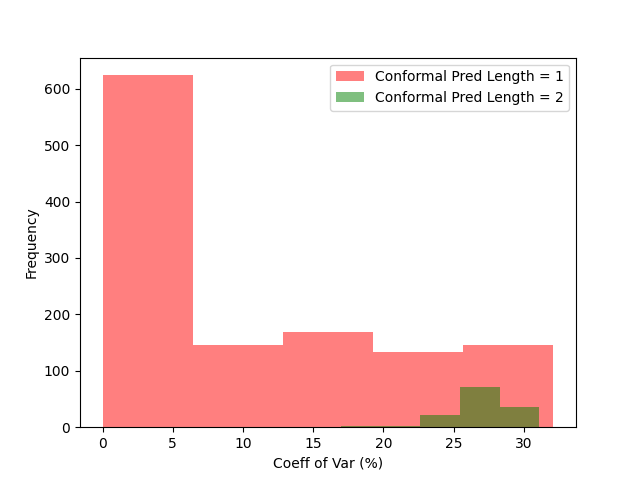 Conformal Pred Length = 1
Conformal Pred Length = 2
Frequency
600
500
400
300
200
100
0
0 5 10 15 20 25 30
Coeff of Var (%)